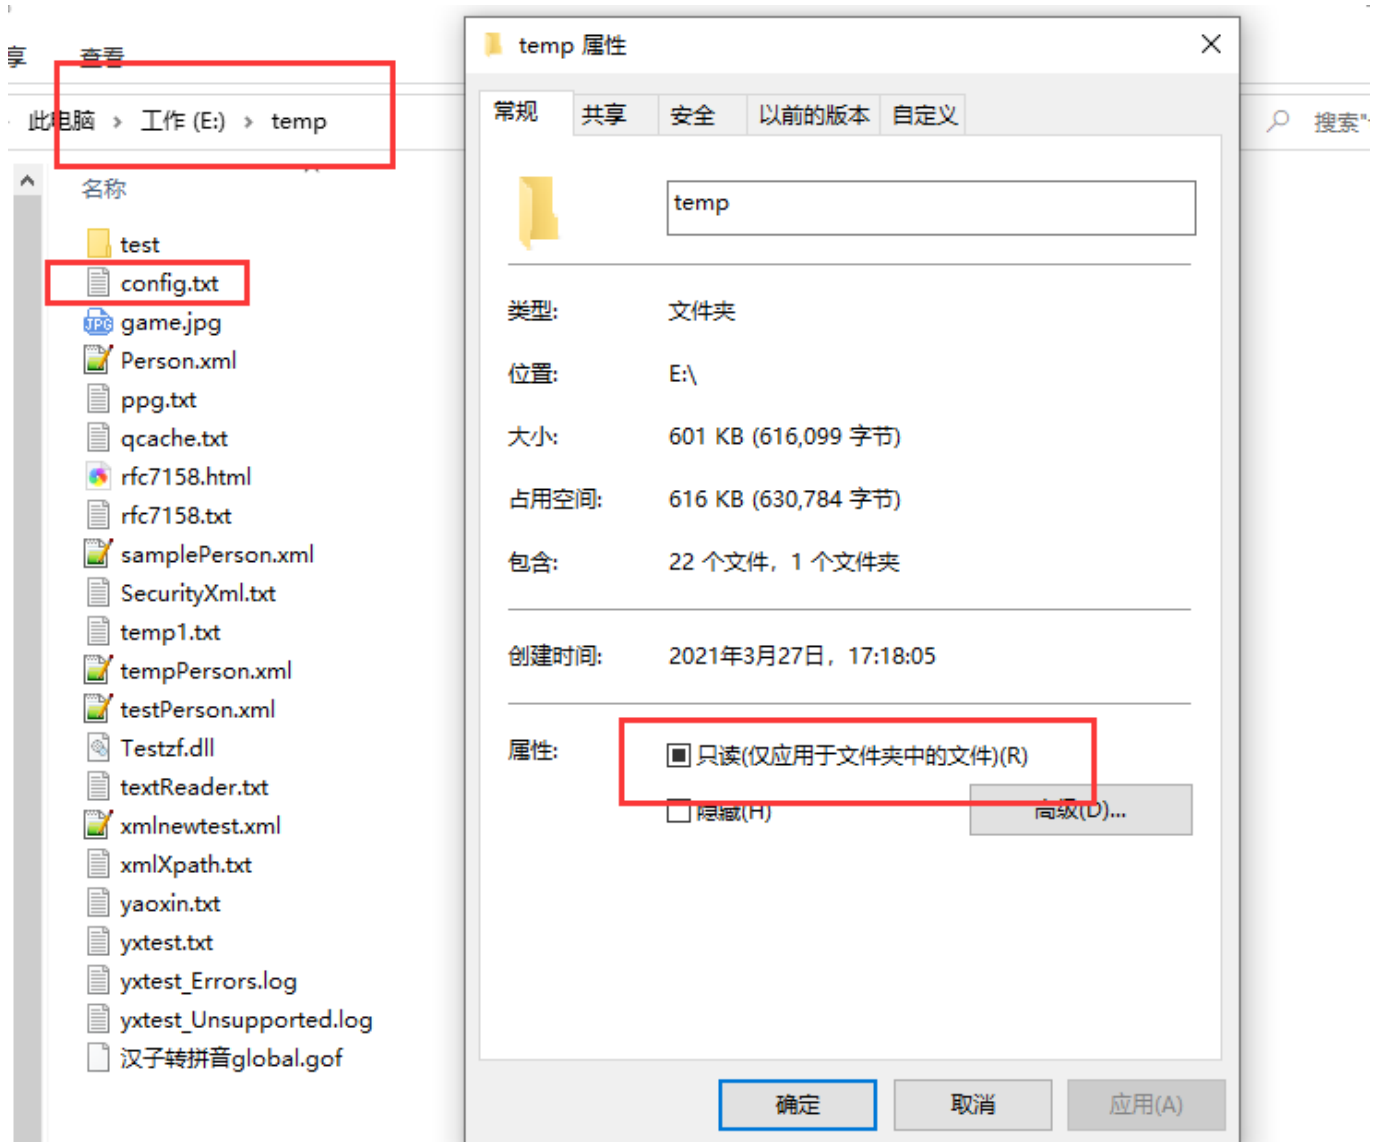 享 查看
此电脑 > 工作 (E:) > temp
搜索"
名称
test
config.txt
game.jpg
Person.xml
ppg.txt
qcache.txt
rfc7158.html
rfc7158.txt
samplePerson.xml
SecurityXml.txt
temp1.txt
tempPerson.xml
testPerson.xml
Testzf.dll
textReader.txt
xmlnewtest.xml
xmlXpath.txt
yaoxin.txt
yxtest.txt
yxtest_Errors.log
yxtest_Unsupported.log
汉子转拼音global.gof
temp 属性
常规 共享 安全 以前的版本 自定义
temp
类型: 文件夹
位置: E:\
大小: 601 KB (616,099 字节)
占用空间: 616 KB (630,784 字节)
包含: 22 个文件, 1 个文件夹
创建时间: 2021年3月27日，17:18:05
属性: 只读(仅应用于文件夹中的文件)(R)
隐藏(H) 高级(D)...
确定 取消 应用(A)